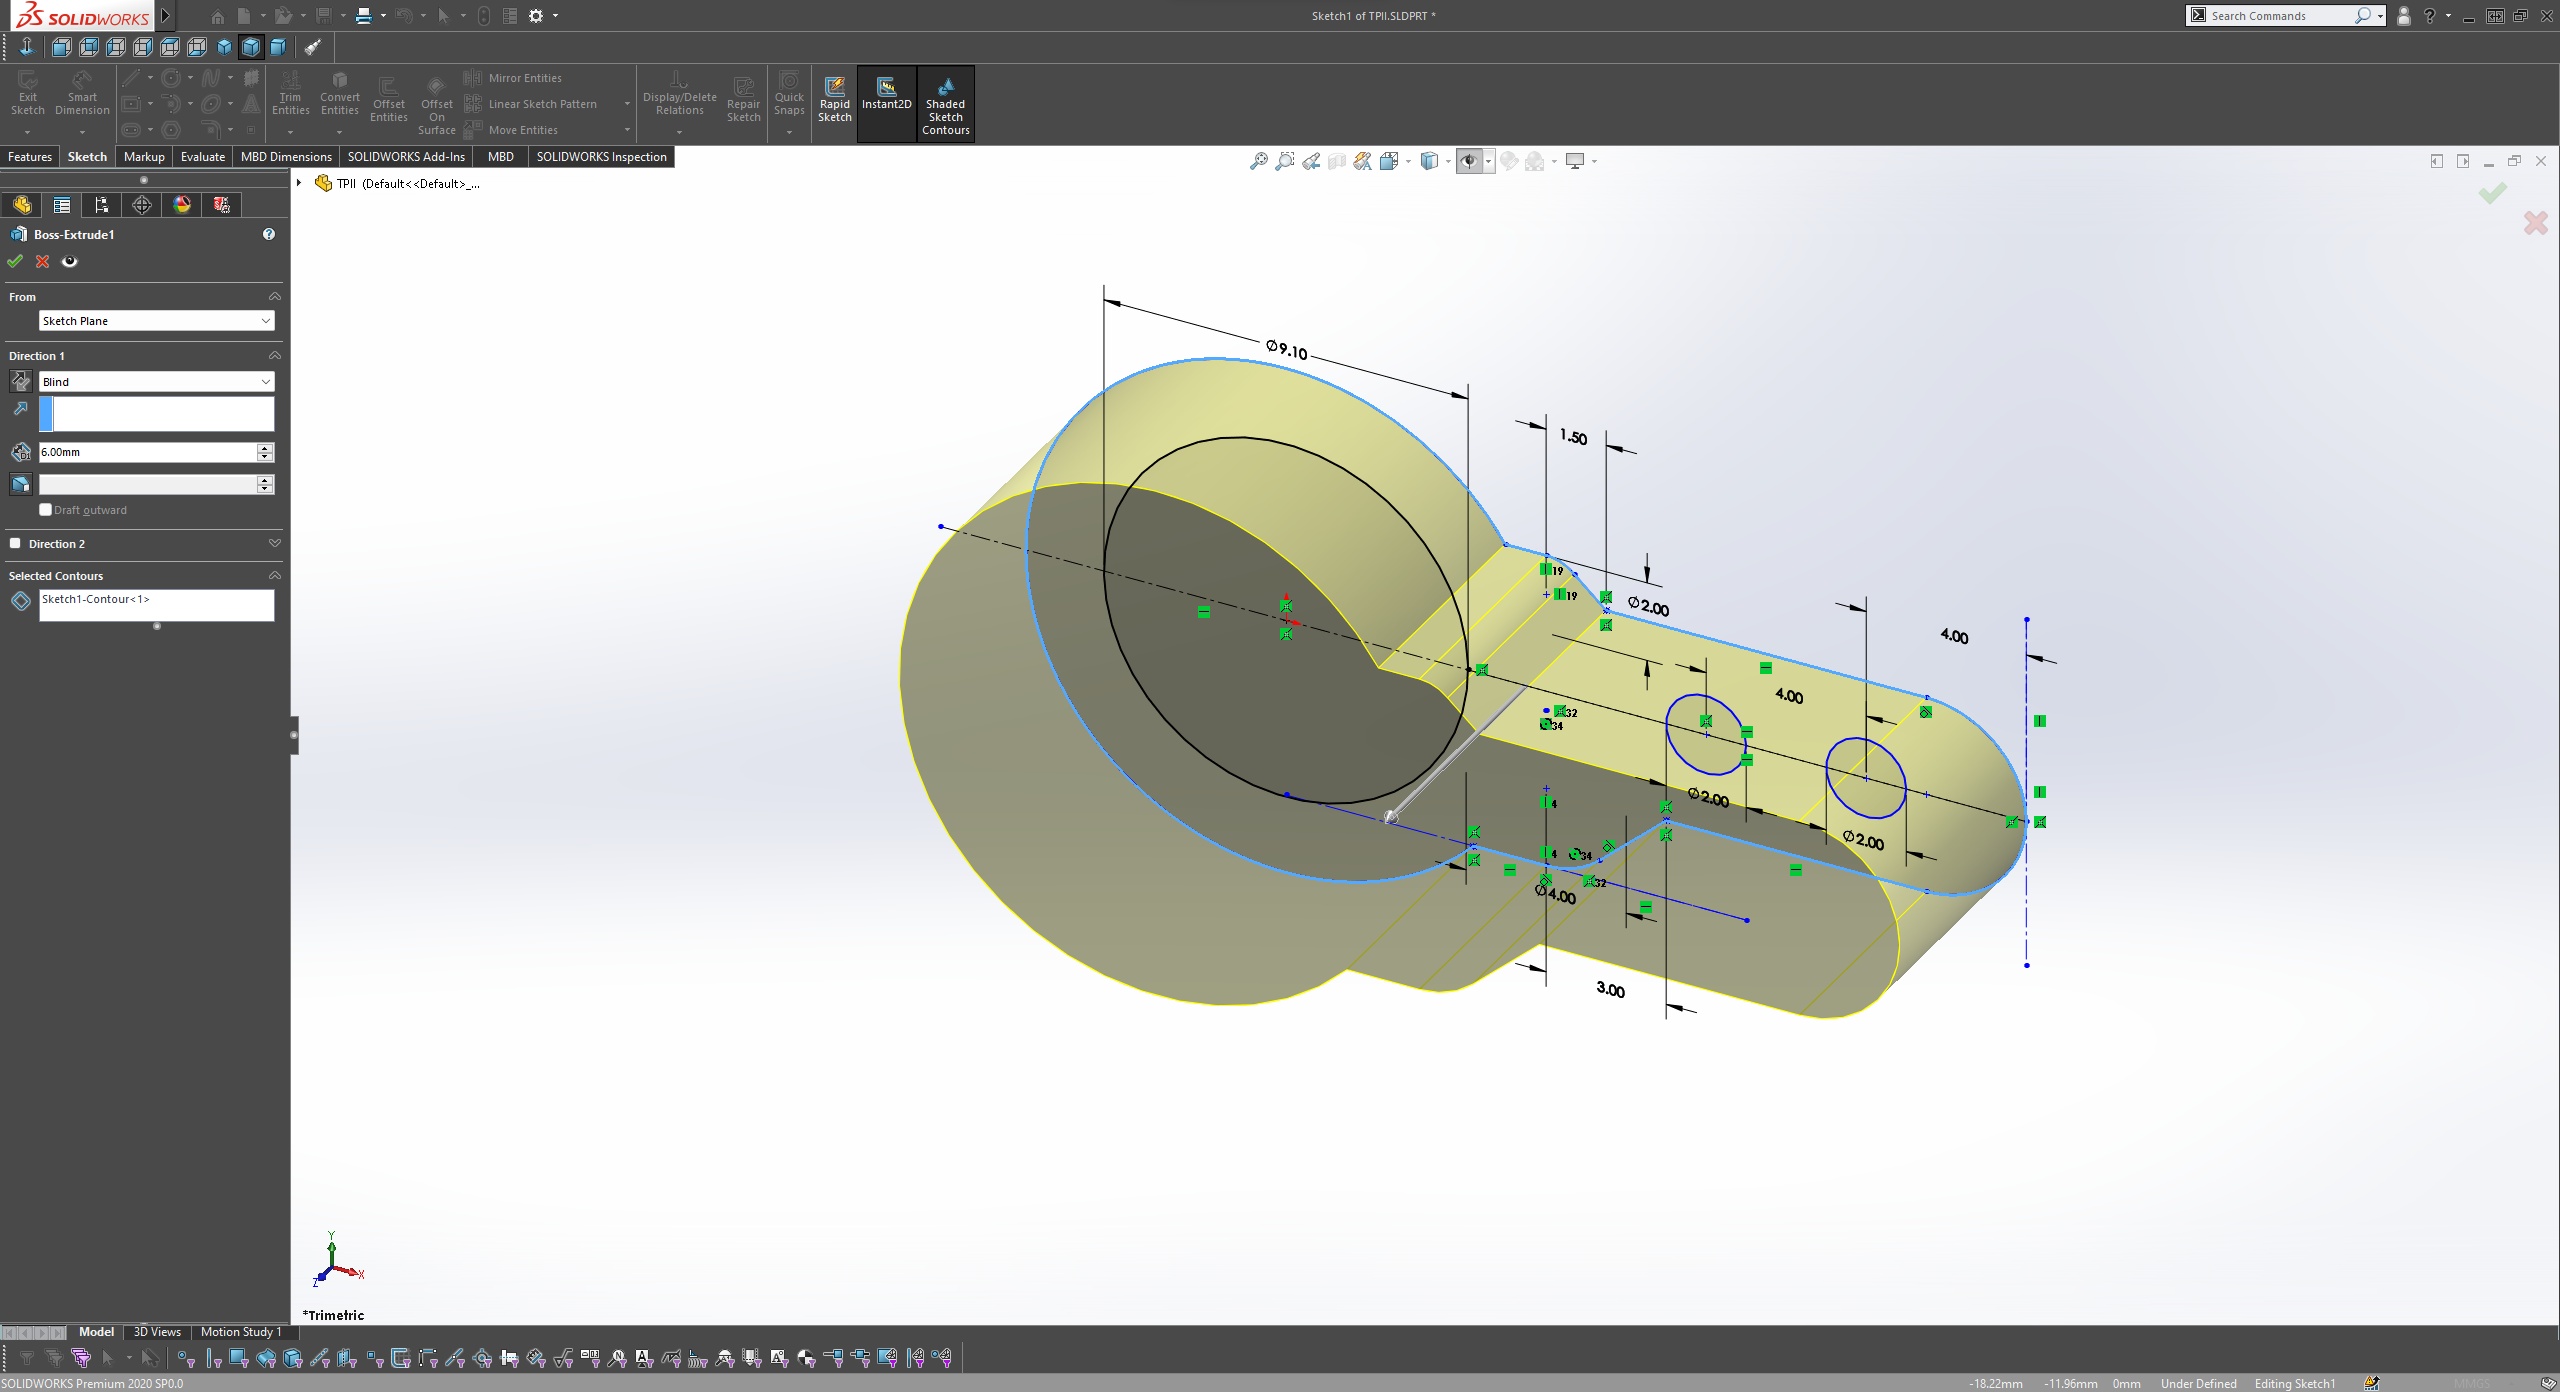 SOLIDWORKS
Sketch1 of TPII.SLDPRT *
Search Commands
Exit Sketch
Smart Dimension
Trim Entities
Convert Entities
Offset Entities
Offset On Surface
Mirror Entities
Linear Sketch Pattern
Move Entities
Display/Delete Relations
Repair Sketch
Quick Snaps
Rapid Sketch
Instant2D
Shaded Sketch Contours
Features
Sketch
Markup
Evaluate
MBD Dimensions
SOLIDWORKS Add-Ins
MBD
SOLIDWORKS Inspection
TPII (Default<<Default>_...
Boss-Extrude1
From
Sketch Plane
Direction 1
Blind
6.00mm
Draft outward
Direction 2
Selected Contours
Sketch1-Contour<1>
∅9.10
1.50
19
19
∅2.00
4.00
4.00
32
34
∅2.00
∅2.00
4
4
34
32
∅4.00
3.00
Y
X
Z
*Trimetric
Model
3D Views
Motion Study 1
SOLIDWORKS Premium 2020 SP0.0
-18.22mm
-11.96mm
0mm
Under Defined
Editing Sketch1
MMGS